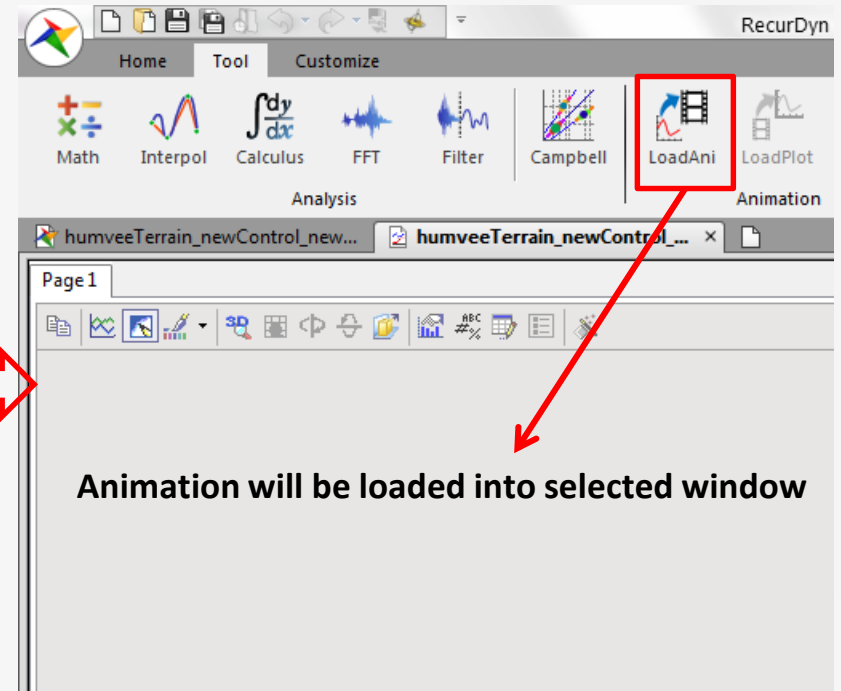 RecurDyn
Home Tool Customize
Math Interpol Calculus FFT Filter Campbell LoadAni LoadPlot
Analysis Animation
humveeTerrain_newControl_new... humveeTerrain_newControl_... ×
Page 1
Animation will be loaded into selected window